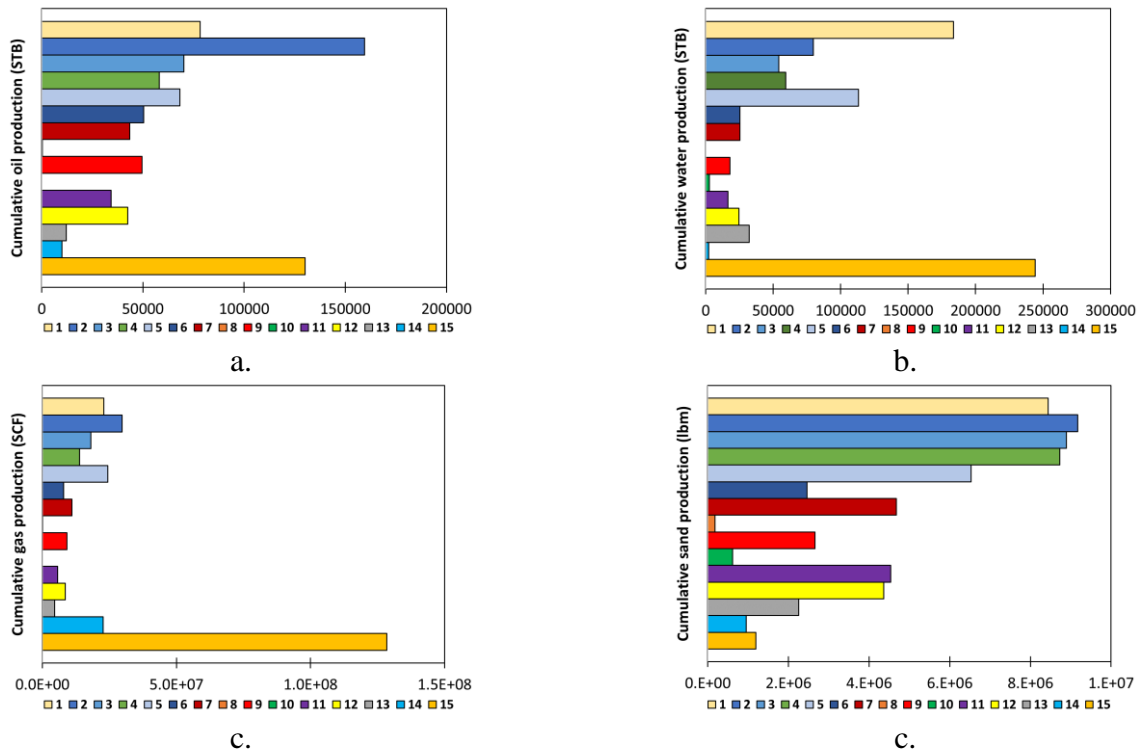 Cumulative oil production (STB)
0 50000 100000 150000 200000
1 2 3 4 5 6 7 8 9 10 11 12 13 14 15
a.
Cumulative water production (STB)
0 50000 100000 150000 200000 250000 300000
1 2 3 4 5 6 7 8 9 10 11 12 13 14 15
b.
Cumulative gas production (SCF)
0.0E+00 5.0E+07 1.0E+08 1.5E+08
1 2 3 4 5 6 7 8 9 10 11 12 13 14 15
c.
Cumulative sand production (lbm)
0.E+00 2.E+06 4.E+06 6.E+06 8.E+06 1.E+07
1 2 3 4 5 6 7 8 9 10 11 12 13 14 15
c.